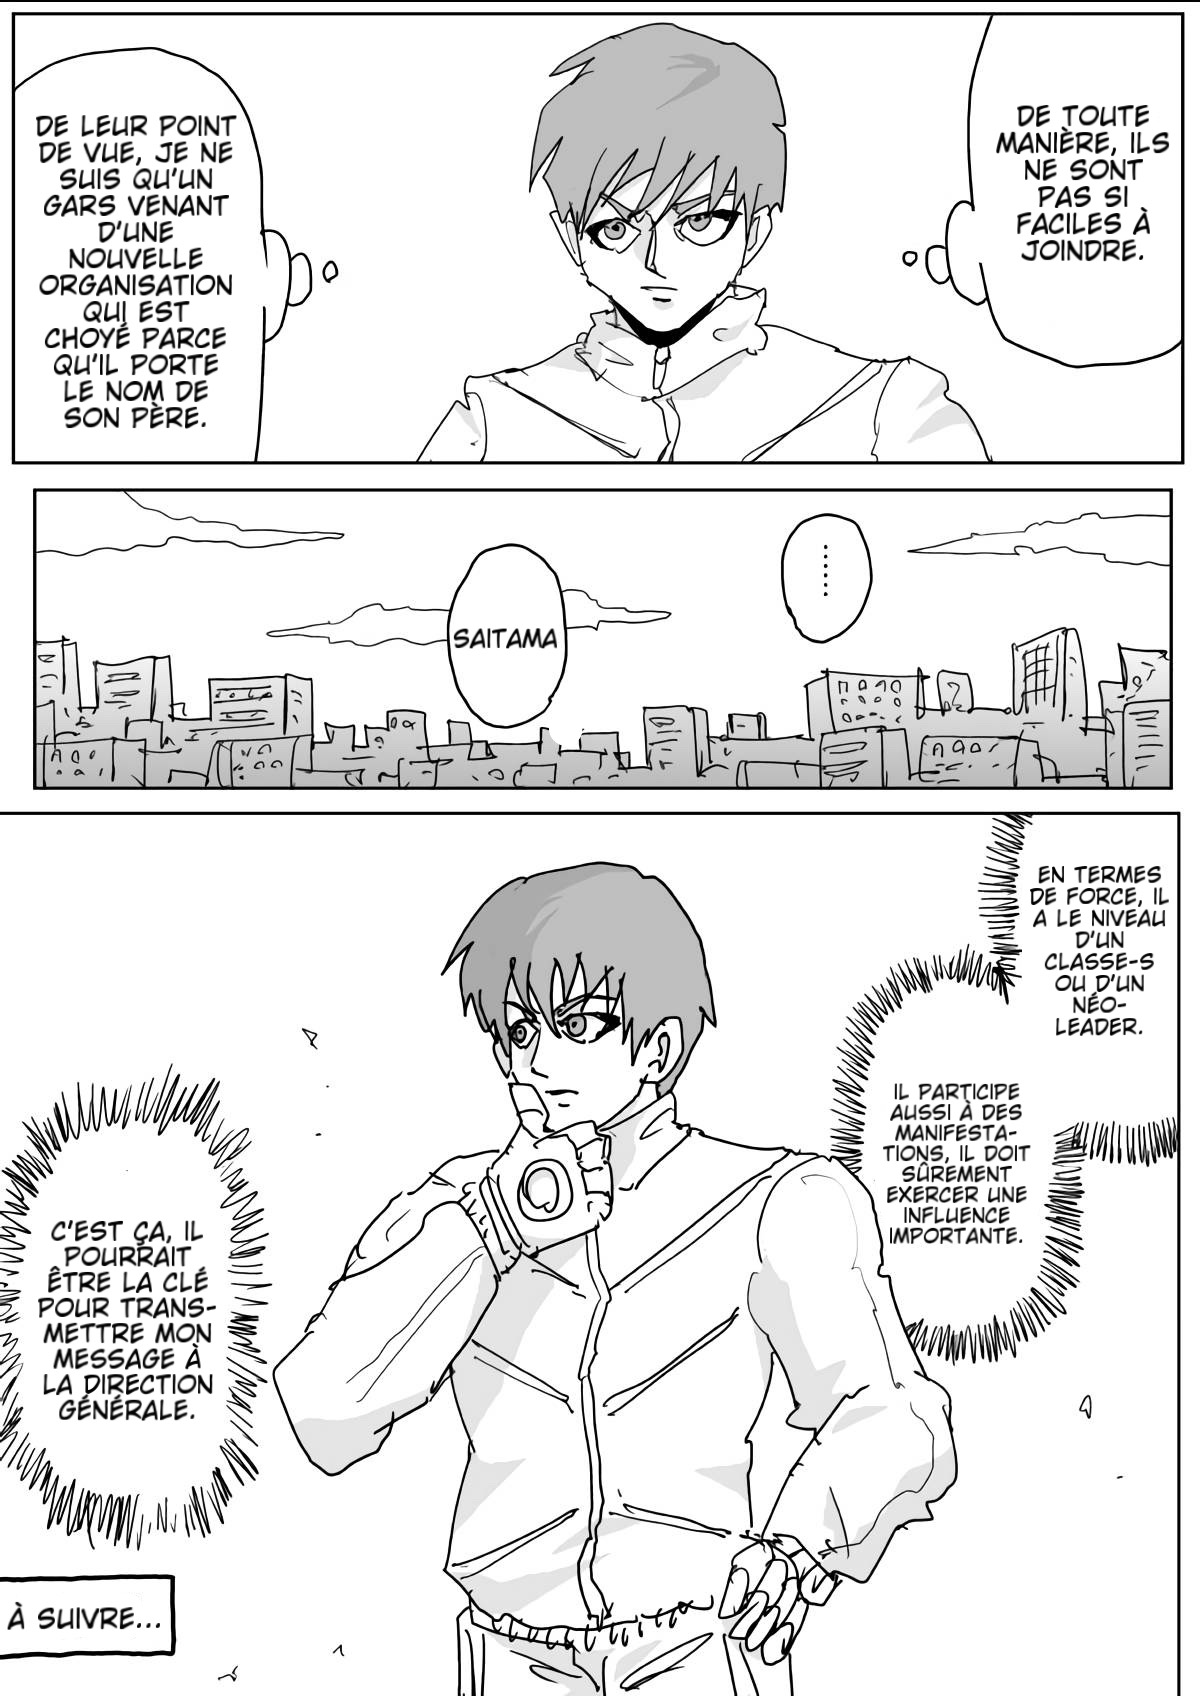 DE TOUTE
MANIÈRE, ILS
NE SONT
PAS SI
FACILES À
JOINDRE.
DE LEUR POINT
DE VUE, JE NE
SUIS QU'UN
GARS VENANT
D'UNE
NOUVELLE
ORGANISATION
QUI EST
CHOYÉ PARCE
QU'IL PORTE
LE NOM DE
SON PÈRE.
.......
SAITAMA
EN TERMES
DE FORCE, IL
A LE NIVEAU
D'UN
CLASSE-S
OU D'UN
NÉO-
LEADER.
IL PARTICIPE
AUSSI À DES
MANIFESTA-
TIONS, IL DOIT
SÛREMENT
EXERCER UNE
INFLUENCE
IMPORTANTE.
C'EST ÇA, IL
POURRAIT
ÊTRE LA CLÉ
POUR TRANS-
METTRE MON
MESSAGE À
LA DIRECTION
GÉNÉRALE.
À SUIVRE...